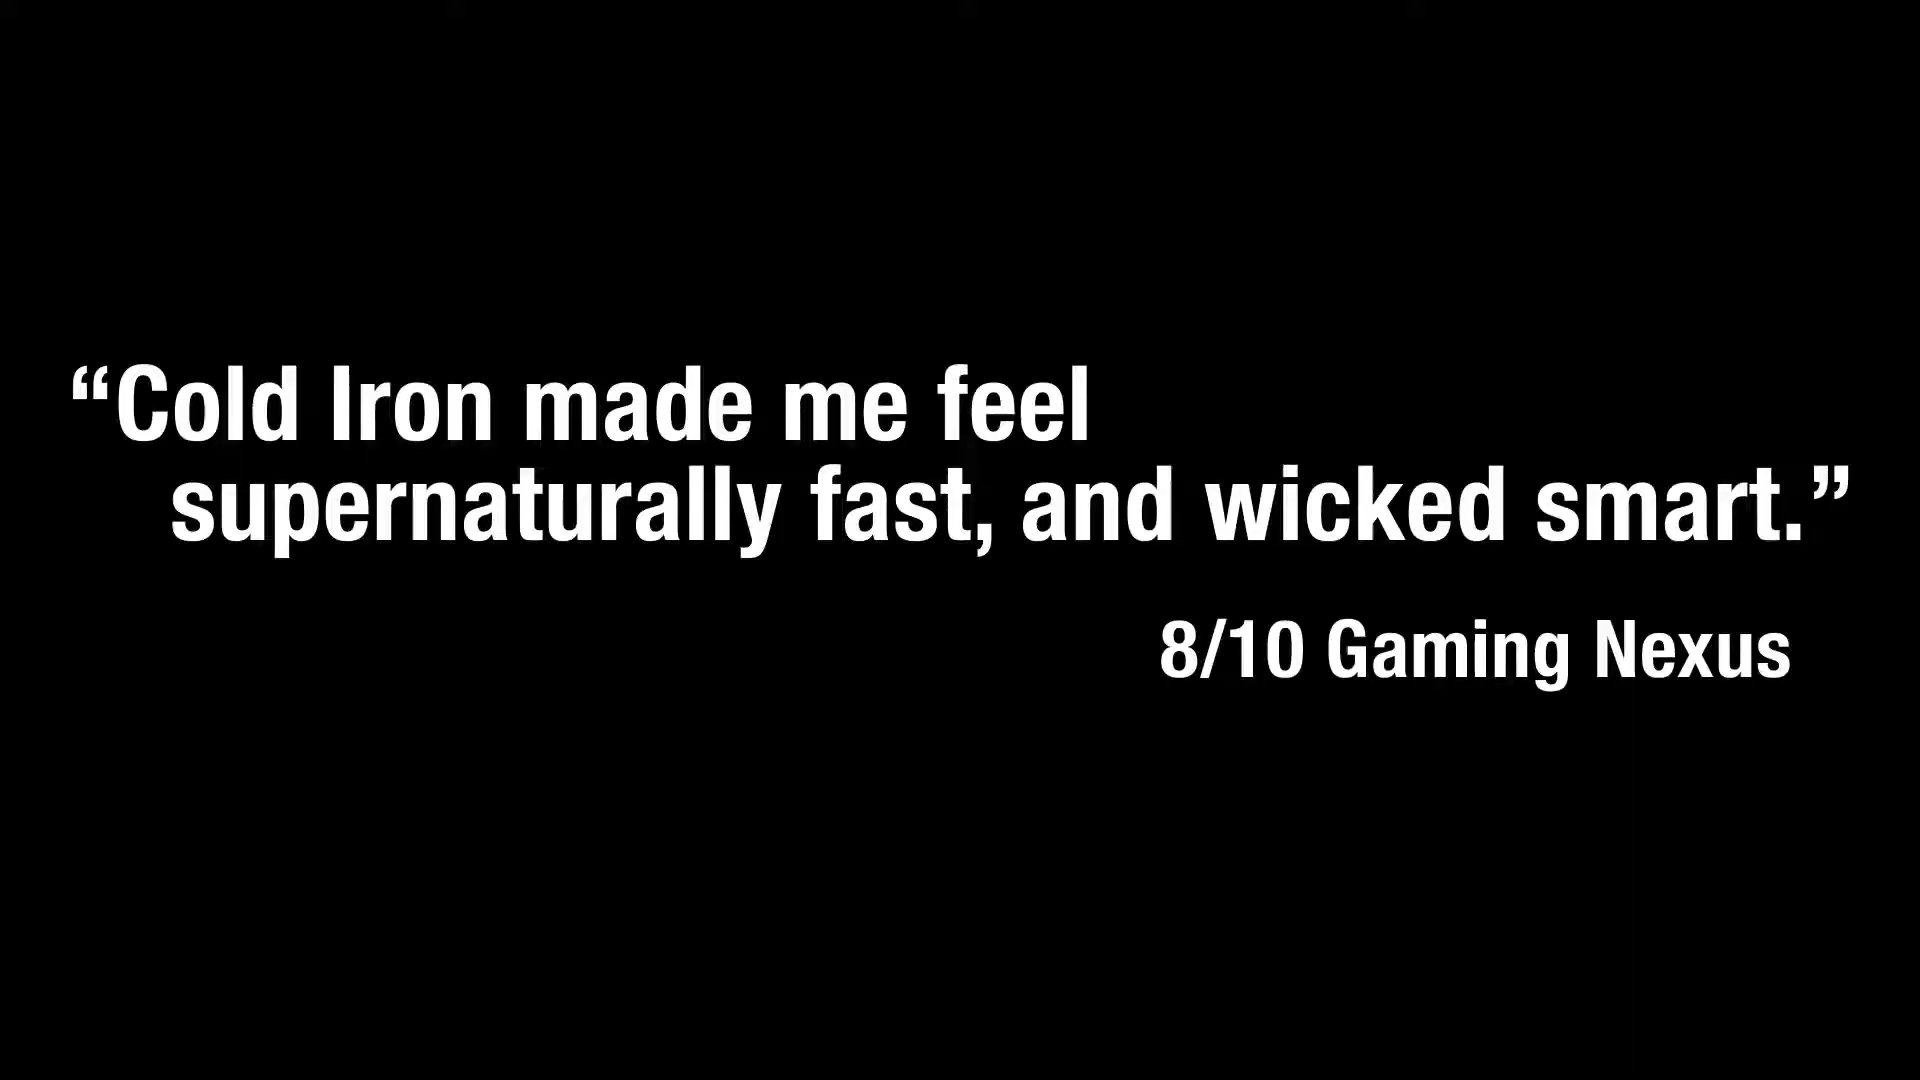 “Cold Iron made me feel
supernaturally fast, and wicked smart.”
8/10 Gaming Nexus